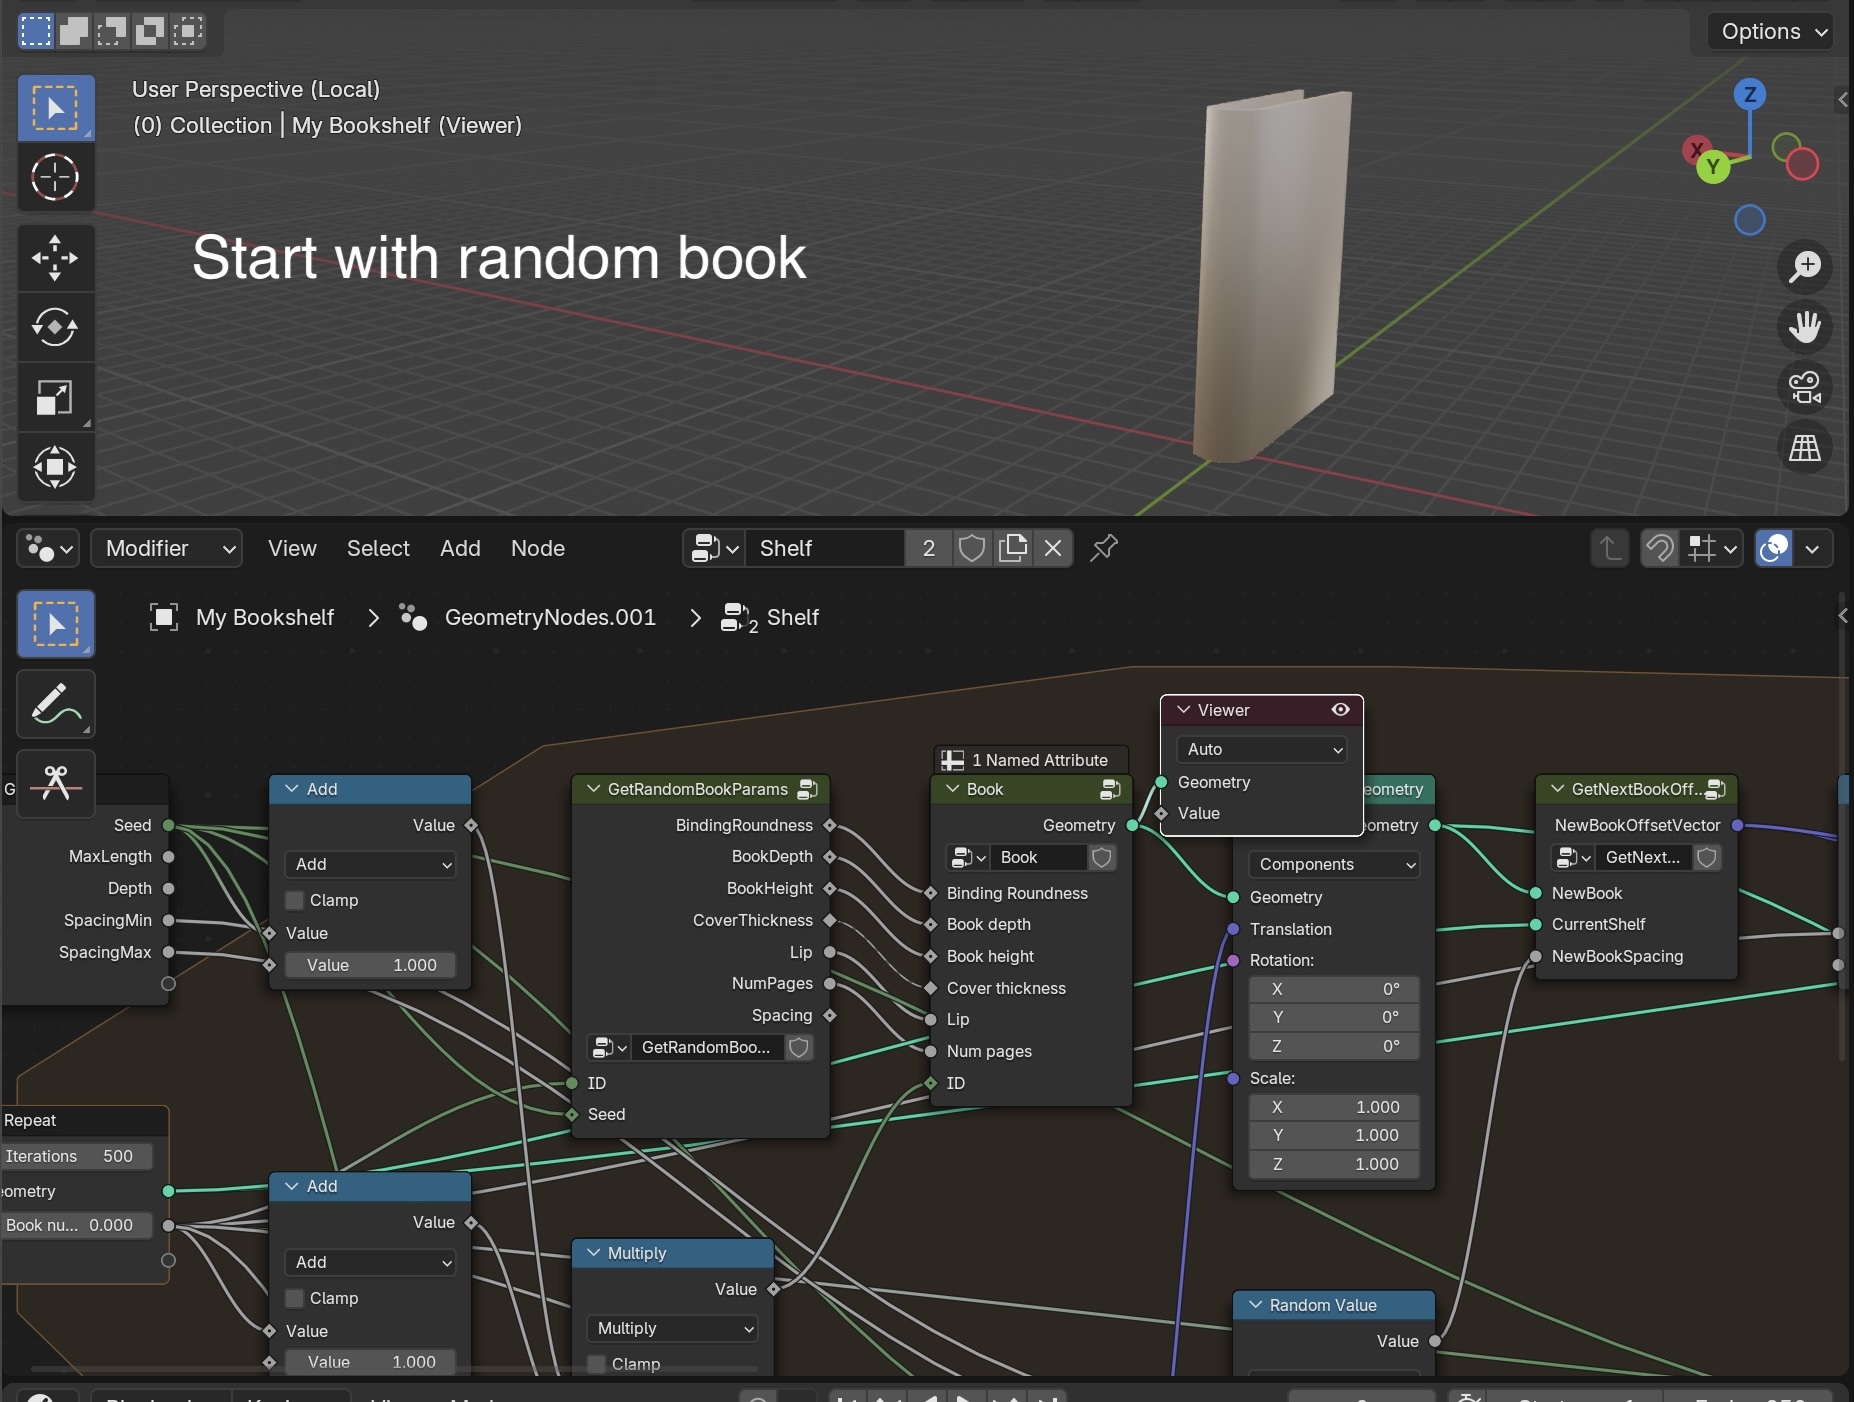 Options
User Perspective (Local)
(0) Collection | My Bookshelf (Viewer)
Z
X
Y
Start with random book
Modifier
View
Select
Add
Node
Shelf
2
My Bookshelf
GeometryNodes.001
2
Shelf
Seed
MaxLength
Depth
SpacingMin
SpacingMax
Add
Value
Add
Clamp
Value
Value 1.000
GetRandomBookParams
BindingRoundness
BookDepth
BookHeight
CoverThickness
Lip
NumPages
Spacing
GetRandomBoo...
ID
Seed
1 Named Attribute
Book
Geometry
Book
Binding Roundness
Book depth
Book height
Cover thickness
Lip
Num pages
ID
Viewer
Auto
Geometry
Value
eometry
eometry
Components
Geometry
Translation
Rotation:
X 0°
Y 0°
Z 0°
Scale:
X 1.000
Y 1.000
Z 1.000
GetNextBookOff...
NewBookOffsetVector
GetNext...
NewBook
CurrentShelf
NewBookSpacing
Repeat
Iterations 500
eometry
Book nu... 0.000
Add
Value
Add
Clamp
Value
Value 1.000
Multiply
Value
Multiply
Clamp
Random Value
Value